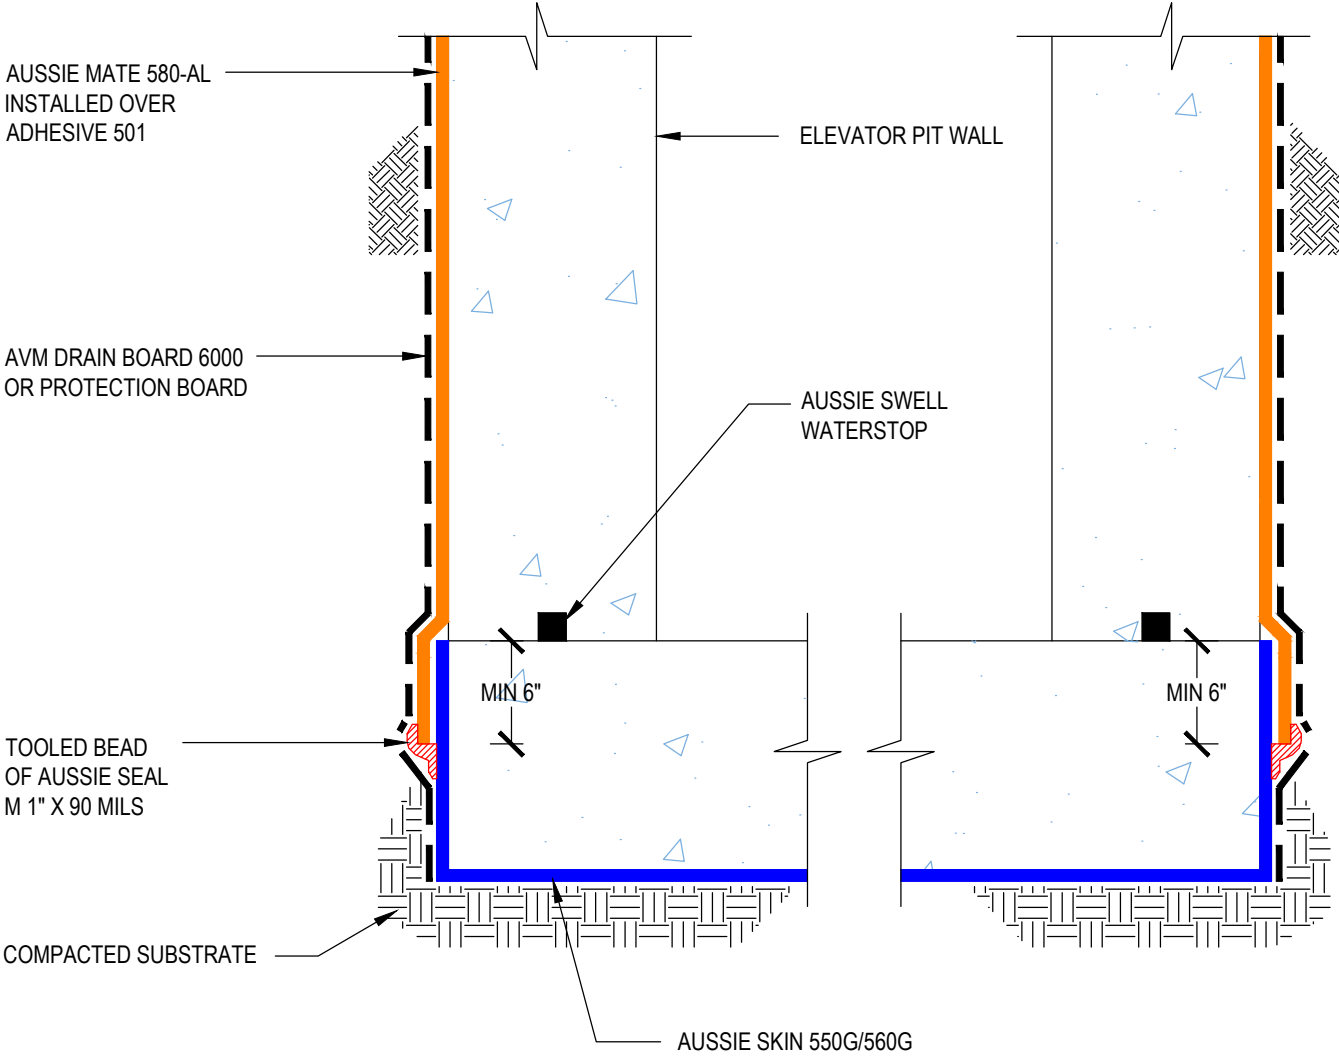 AUSSIE MATE 580-AL
INSTALLED OVER
ADHESIVE 501
ELEVATOR PIT WALL
AVM DRAIN BOARD 6000
OR PROTECTION BOARD
AUSSIE SWELL
WATERSTOP
MIN 6"
MIN 6"
TOOLED BEAD
OF AUSSIE SEAL
M 1" X 90 MILS
COMPACTED SUBSTRATE
AUSSIE SKIN 550G/560G